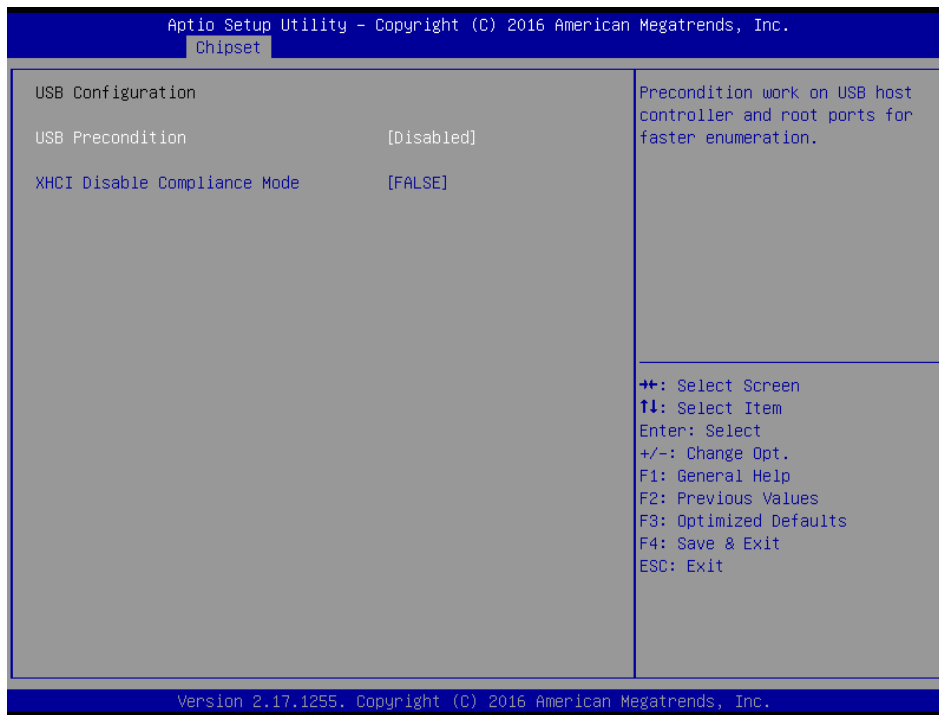 Aptio Setup Utility – Copyright (C) 2016 American Megatrends, Inc.
Chipset
USB Configuration
USB Precondition [Disabled]
XHCI Disable Compliance Mode [FALSE]
Precondition work on USB host
controller and root ports for
faster enumeration.
→←: Select Screen
↑↓: Select Item
Enter: Select
+/-: Change Opt.
F1: General Help
F2: Previous Values
F3: Optimized Defaults
F4: Save & Exit
ESC: Exit
Version 2.17.1255. Copyright (C) 2016 American Megatrends, Inc.